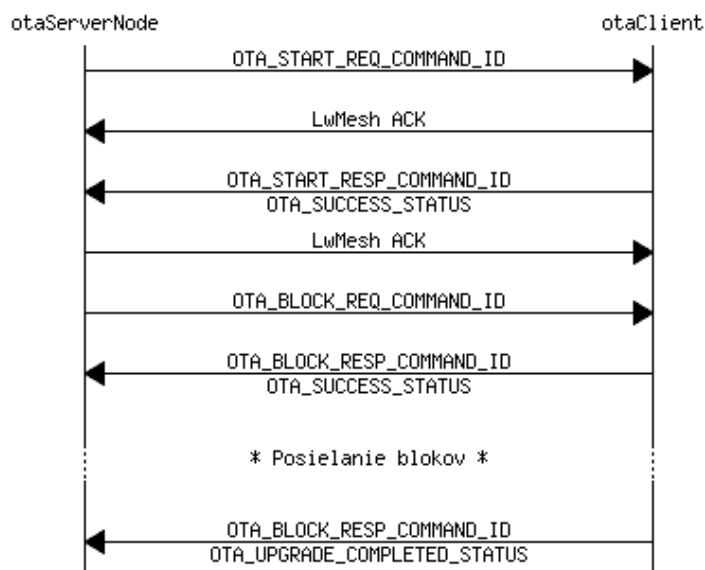 otaServerNode
otaClient
OTA_START_REQ_COMMAND_ID
LwMesh ACK
OTA_START_RESP_COMMAND_ID
OTA_SUCCESS_STATUS
LwMesh ACK
OTA_BLOCK_REQ_COMMAND_ID
OTA_BLOCK_RESP_COMMAND_ID
OTA_SUCCESS_STATUS
* Posielanie blokov *
OTA_BLOCK_RESP_COMMAND_ID
OTA_UPGRADE_COMPLETED_STATUS